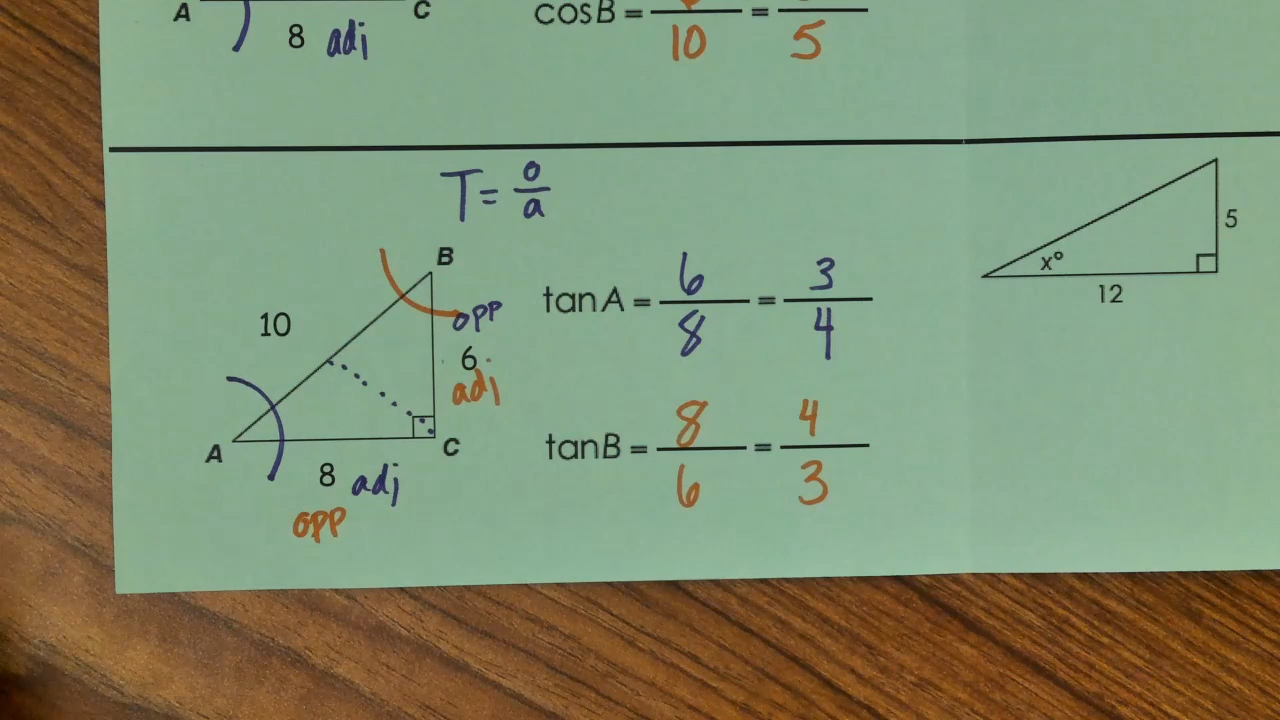 A
C
8 adj
cosB = — = —
10 5
T = o/a
B
10
opp
6
adj
A
C
8 adj
opp
tanA = 6/8 = 3/4
tanB = 8/6 = 4/3
5
x°
12